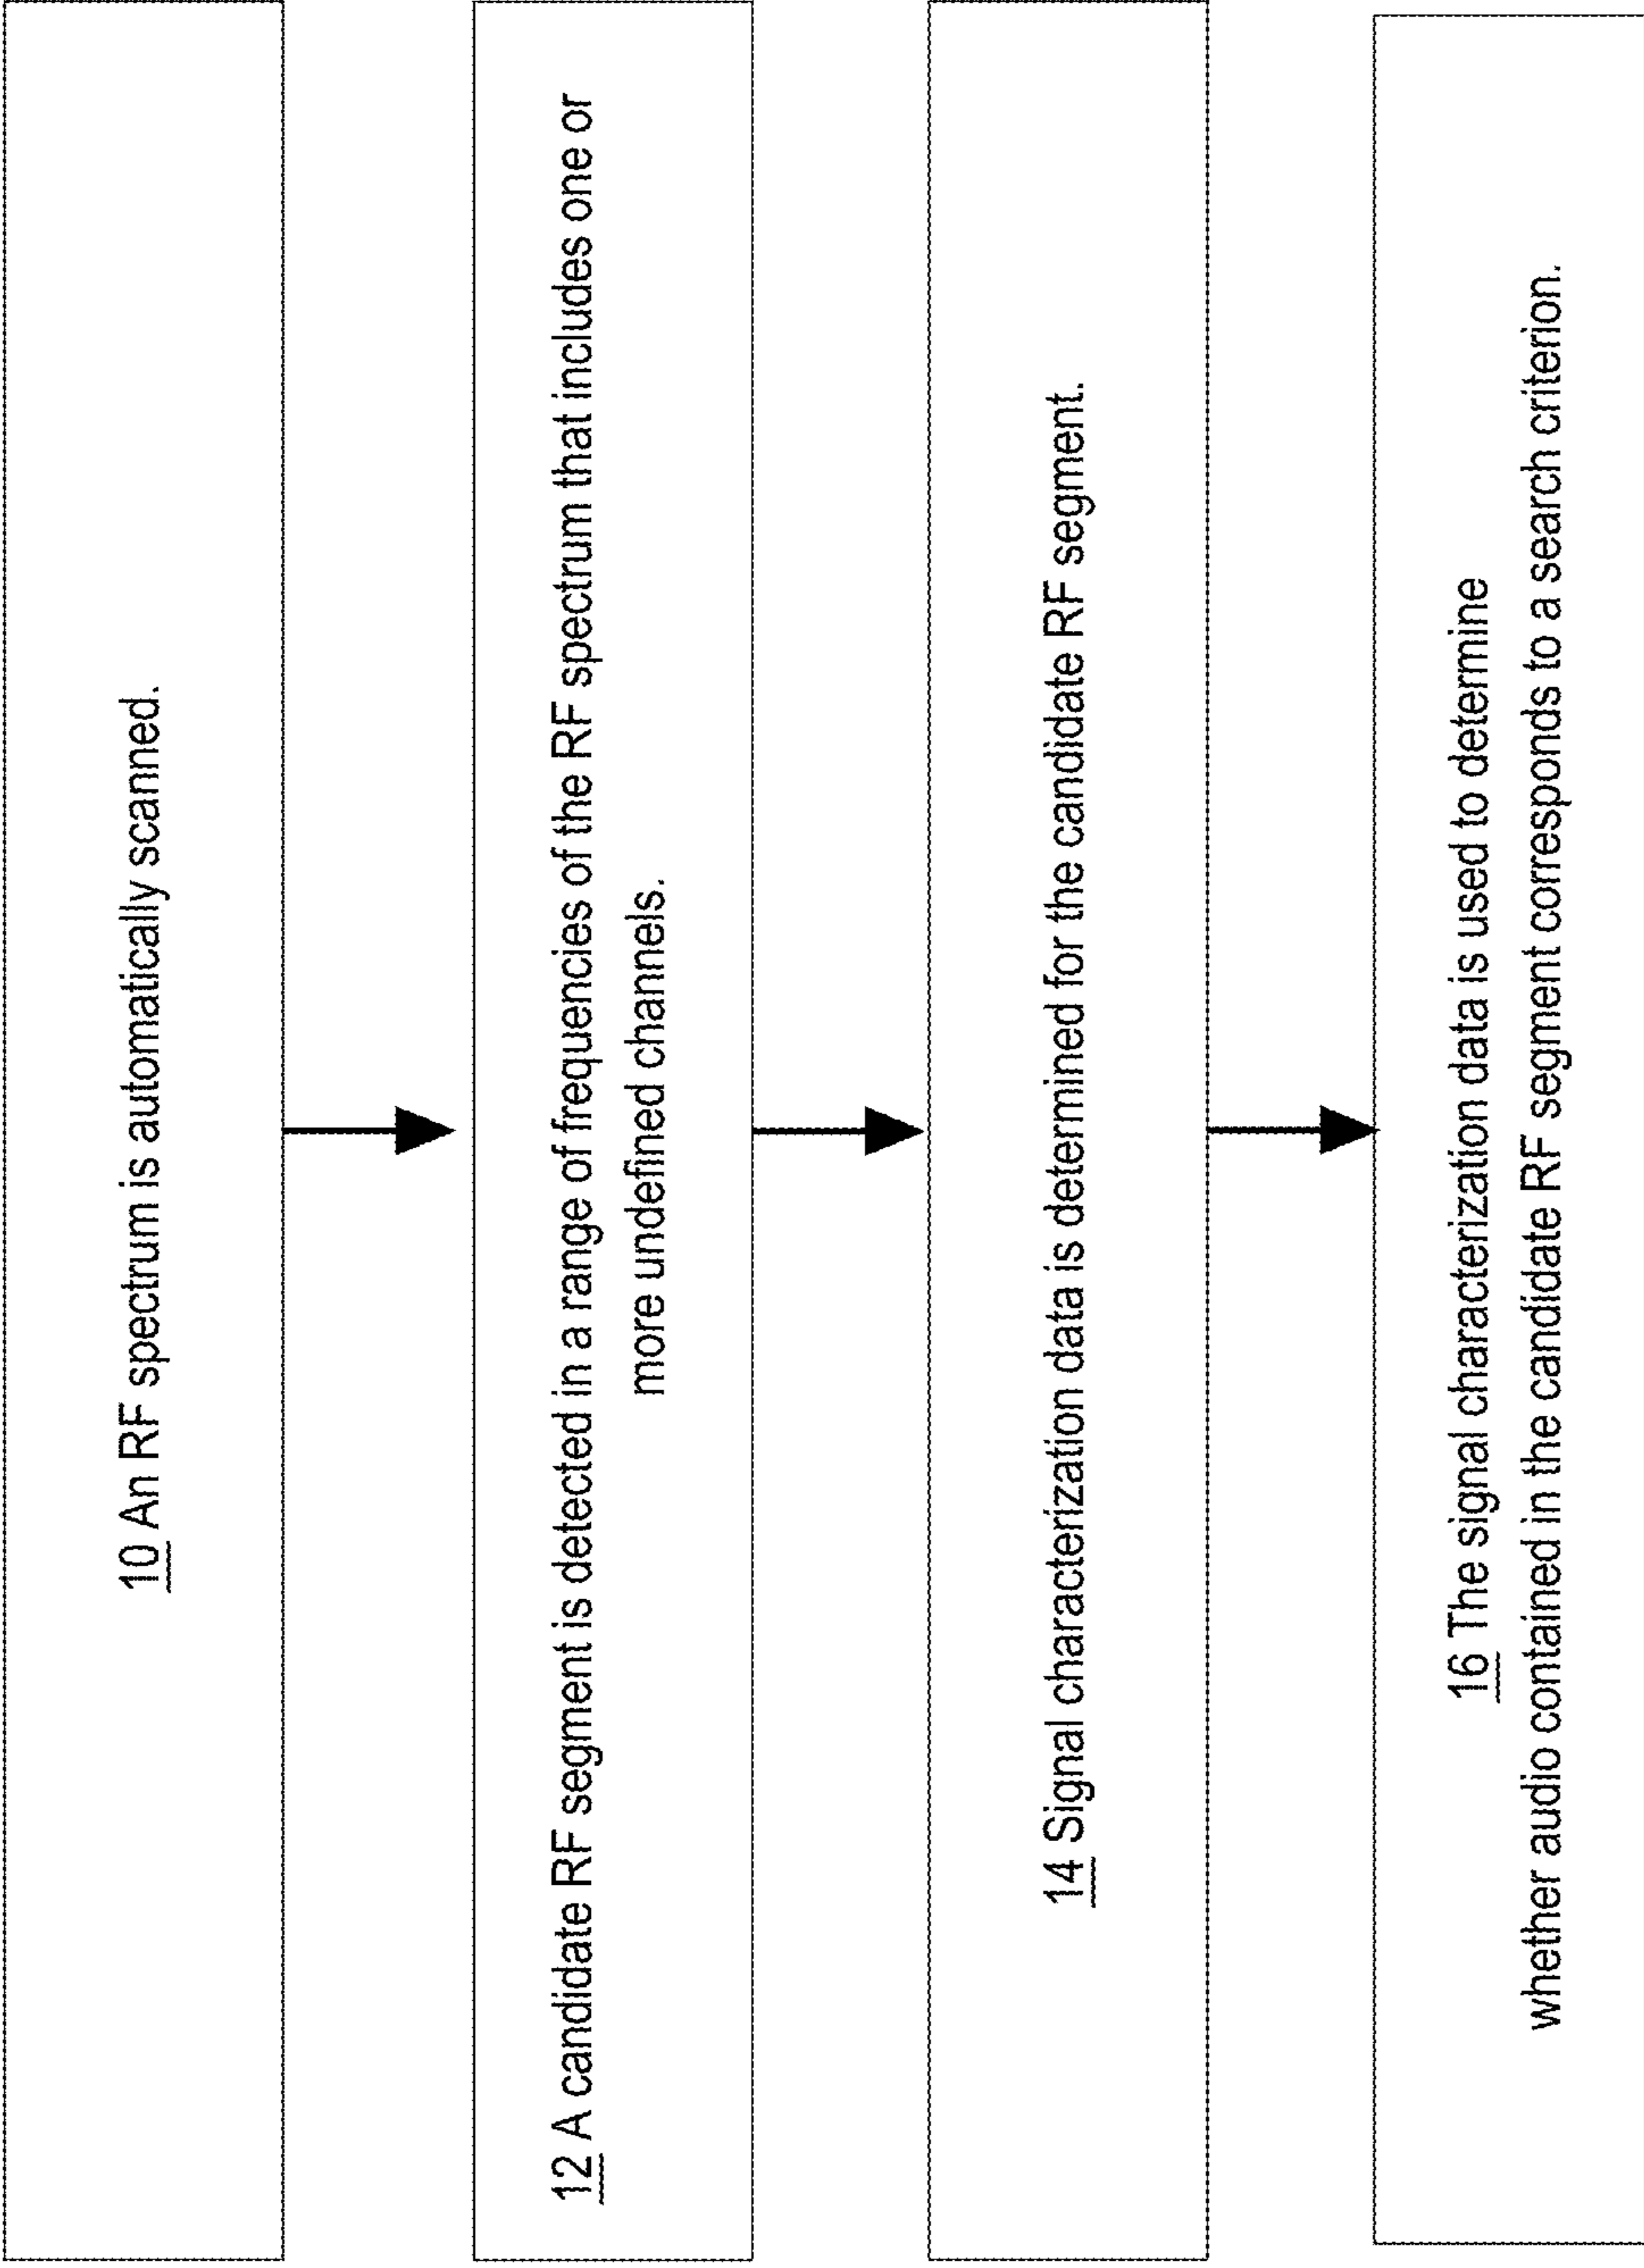 10 An RF spectrum is automatically scanned.
12 A candidate RF segment is detected in a range of frequencies of the RF spectrum that includes one or
more undefined channels.
14 Signal characterization data is determined for the candidate RF segment.
16 The signal characterization data is used to determine
whether audio contained in the candidate RF segment corresponds to a search criterion.